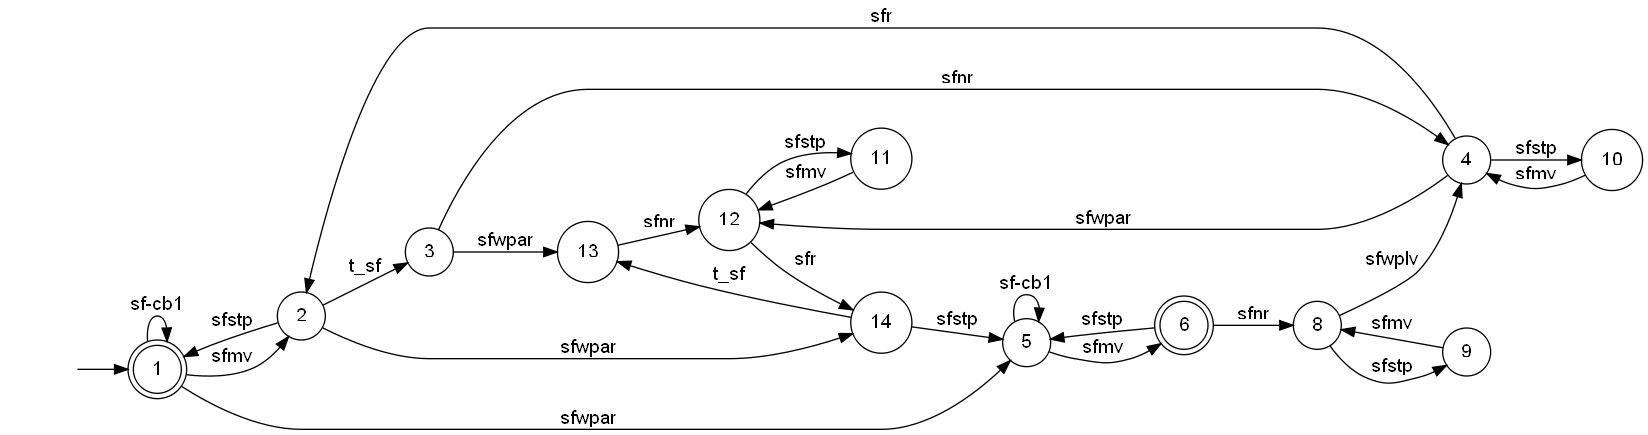 sfr
sfnr
sfstp
11
sfmv
sfstp
4
10
sfmv
12
sfwpar
sfnr
3
sfwpar
13
sfr
sfwplv
t_sf
t_sf
sf-cb1
sf-cb1
2
sfstp
14
sfstp
sfstp
6
sfnr
8
sfmv
5
sfmv
sfmv
sfwpar
9
sfstp
1
sfwpar